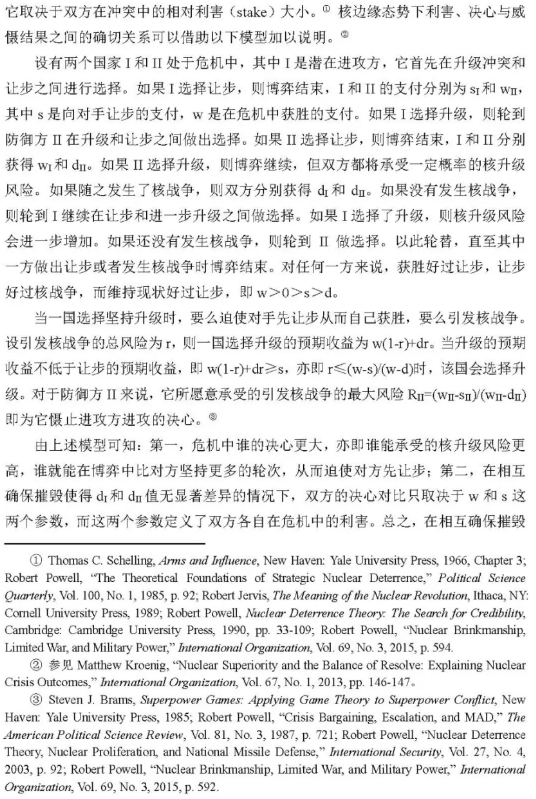 它取决于双方在冲突中的相对利害（stake）大小。① 核边缘态势下利害、决心与威
慑结果之间的确切关系可以借助以下模型加以说明。②
设有两个国家 I 和 II 处于危机中，其中 I 是潜在进攻方，它首先在升级冲突和
让步之间进行选择。如果 I 选择让步，则博弈结束，I 和 II 的支付分别为 sI 和 wII，
其中 s 是向对手让步的支付，w 是在危机中获胜的支付。如果 I 选择升级，则轮到
防御方 II 在升级和让步之间做出选择。如果 II 选择让步，则博弈结束，I 和 II 分别
获得 wI 和 dII。如果 II 选择升级，则博弈继续，但双方都将承受一定概率的核升级
风险。如果随之发生了核战争，则双方分别获得 dI 和 dII。如果没有发生核战争，
则轮到 I 继续在让步和进一步升级之间做选择。如果 I 选择了升级，则核升级风险
会进一步增加。如果还没有发生核战争，则轮到 II 做选择。以此轮替，直至其中
一方做出让步或者发生核战争时博弈结束。对任何一方来说，获胜好过让步，让步
好过核战争，而维持现状好过让步，即 w＞0＞s＞d。
当一国选择坚持升级时，要么迫使对手先让步从而自己获胜，要么引发核战争。
设引发核战争的总风险为 r，则一国选择升级的预期收益为 w(1-r)+dr。当升级的预期
收益不低于让步的预期收益，即 w(1-r)+dr≥s，亦即 r≤(w-s)/(w-d)时，该国会选择升
级。对于防御方 II 来说，它所愿意承受的引发核战争的最大风险 RII=(wII-sII)/(wII-dII)
即为它慑止进攻方进攻的决心。③
由上述模型可知：第一，危机中谁的决心更大，亦即谁能承受的核升级风险更
高，谁就能在博弈中比对方坚持更多的轮次，从而迫使对方先让步；第二，在相互
确保摧毁使得 dI 和 dII 值无显著差异的情况下，双方的决心对比只取决于 w 和 s 这
两个参数，而这两个参数定义了双方各自在危机中的利害。总之，在相互确保摧毁
① Thomas C. Schelling, Arms and Influence, New Haven: Yale University Press, 1966, Chapter 3;
Robert Powell, “The Theoretical Foundations of Strategic Nuclear Deterrence,” Political Science
Quarterly, Vol. 100, No. 1, 1985, p. 92; Robert Jervis, The Meaning of the Nuclear Revolution, Ithaca, NY:
Cornell University Press, 1989; Robert Powell, Nuclear Deterrence Theory: The Search for Credibility,
Cambridge: Cambridge University Press, 1990, pp. 33-109; Robert Powell, “Nuclear Brinkmanship,
Limited War, and Military Power,” International Organization, Vol. 69, No. 3, 2015, p. 594.
② 参见 Matthew Kroenig, “Nuclear Superiority and the Balance of Resolve: Explaining Nuclear
Crisis Outcomes,” International Organization, Vol. 67, No. 1, 2013, pp. 146-147。
③ Steven J. Brams, Superpower Games: Applying Game Theory to Superpower Conflict, New
Haven: Yale University Press, 1985; Robert Powell, “Crisis Bargaining, Escalation, and MAD,” The
American Political Science Review, Vol. 81, No. 3, 1987, p. 721; Robert Powell, “Nuclear Deterrence
Theory, Nuclear Proliferation, and National Missile Defense,” International Security, Vol. 27, No. 4,
2003, p. 92; Robert Powell, “Nuclear Brinkmanship, Limited War, and Military Power,” International
Organization, Vol. 69, No. 3, 2015, p. 592.